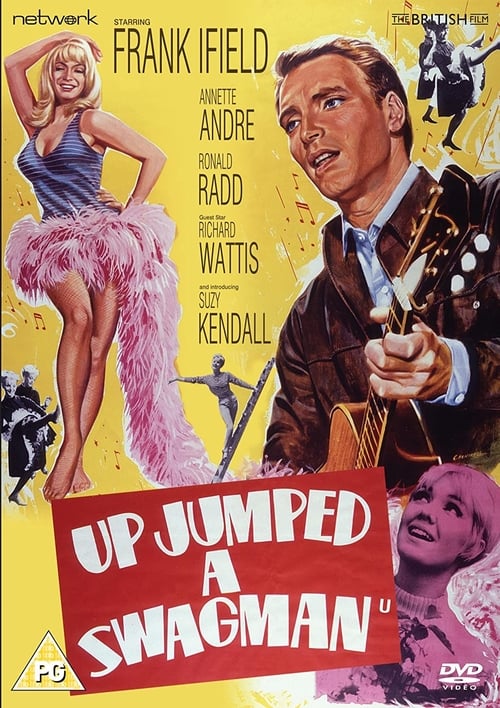 network
THE BRITISH FILM
STARRING
FRANK IFIELD
ANNETTE
ANDRE
RONALD
RADD
Guest Star
RICHARD
WATTIS
and introducing
SUZY
KENDALL
UP JUMPED
A
SWAGMAN
U
PG
DVD
VIDEO